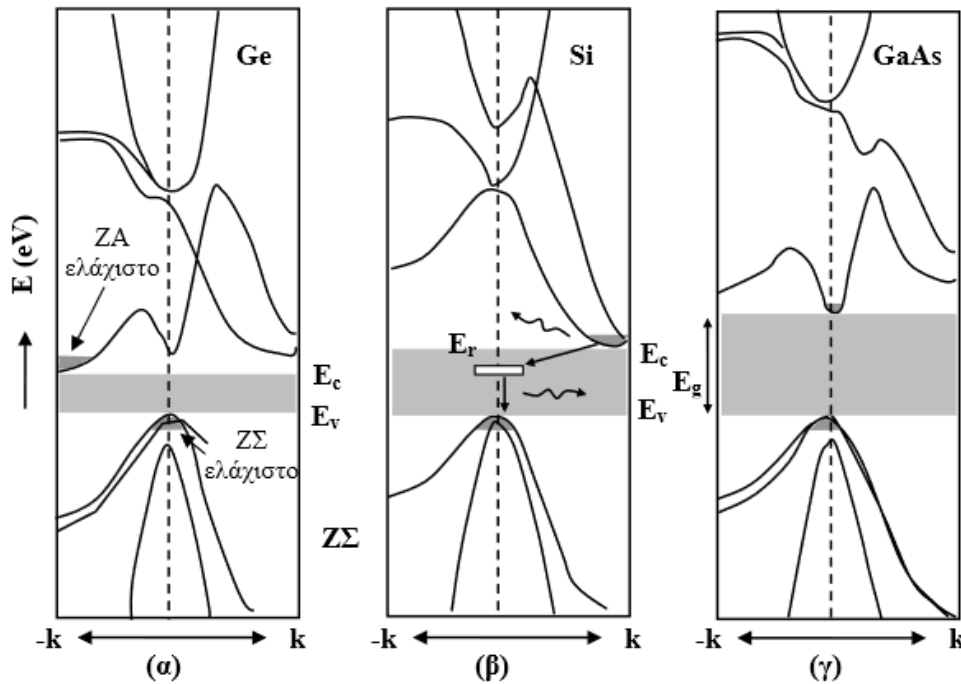 E (eV)
Ge
ZA
ελάχιστο
E_c
E_v
ZΣ
ελάχιστο
-k
k
(α)
Si
E_r
E_c
E_v
ZΣ
-k
k
(β)
GaAs
E_g
-k
k
(γ)